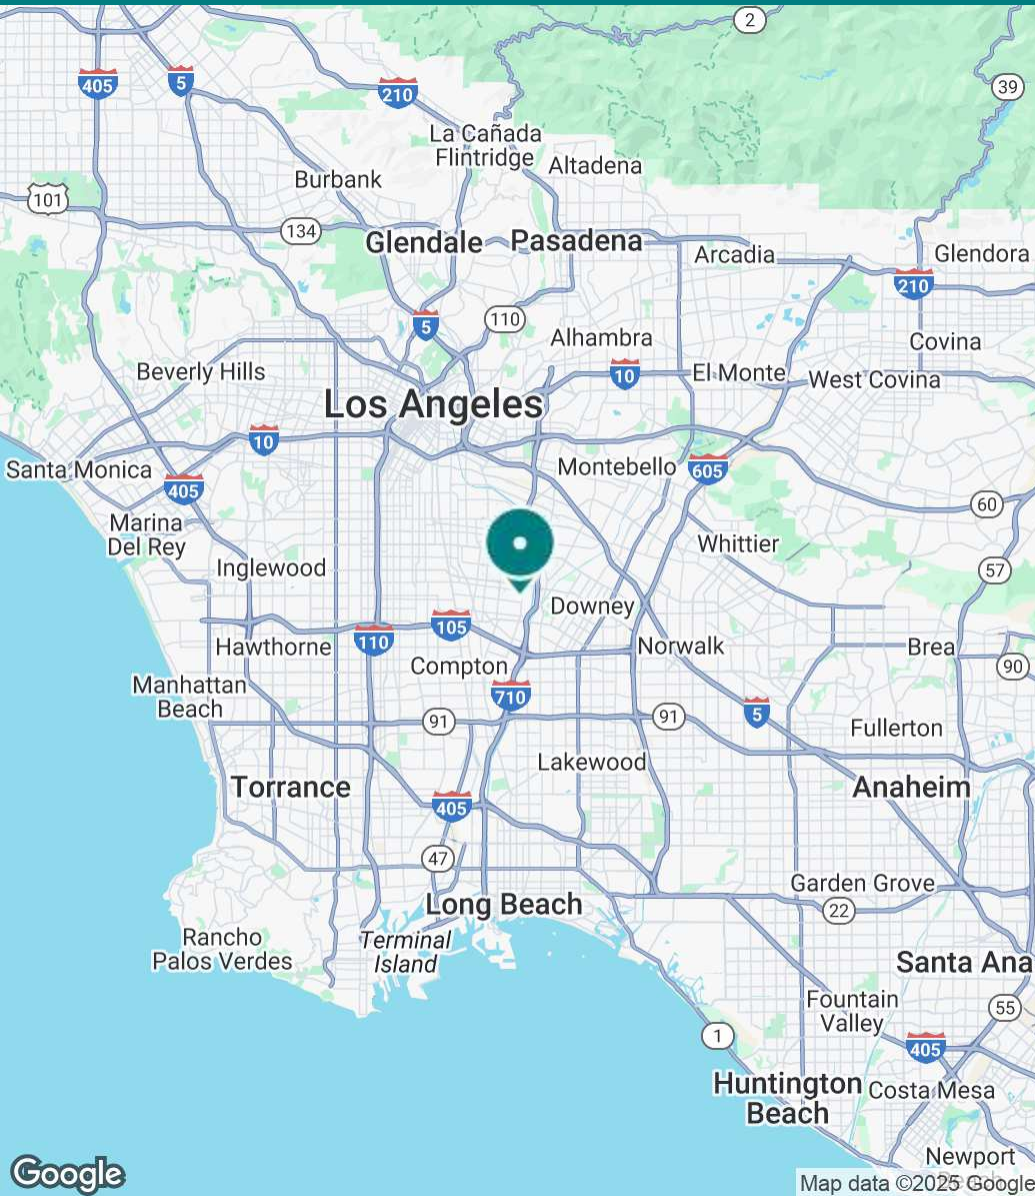 2
405
5
210
39
La Cañada
Flintridge
Altadena
Burbank
101
134
Glendale
Pasadena
Arcadia
Glendora
210
110
5
Alhambra
Covina
Beverly Hills
10
El Monte
West Covina
Los Angeles
10
Santa Monica
Montebello
605
405
60
Marina
Del Rey
Whittier
Inglewood
57
Downey
105
110
Hawthorne
Norwalk
Brea
Compton
90
Manhattan
Beach
710
91
91
5
Fullerton
Lakewood
Torrance
Anaheim
405
47
Garden Grove
Long Beach
22
Rancho
Palos Verdes
Terminal
Island
Santa Ana
Fountain
Valley
55
1
405
Huntington
Beach
Costa Mesa
Newport
Beach
Google
Map data ©2025 Google